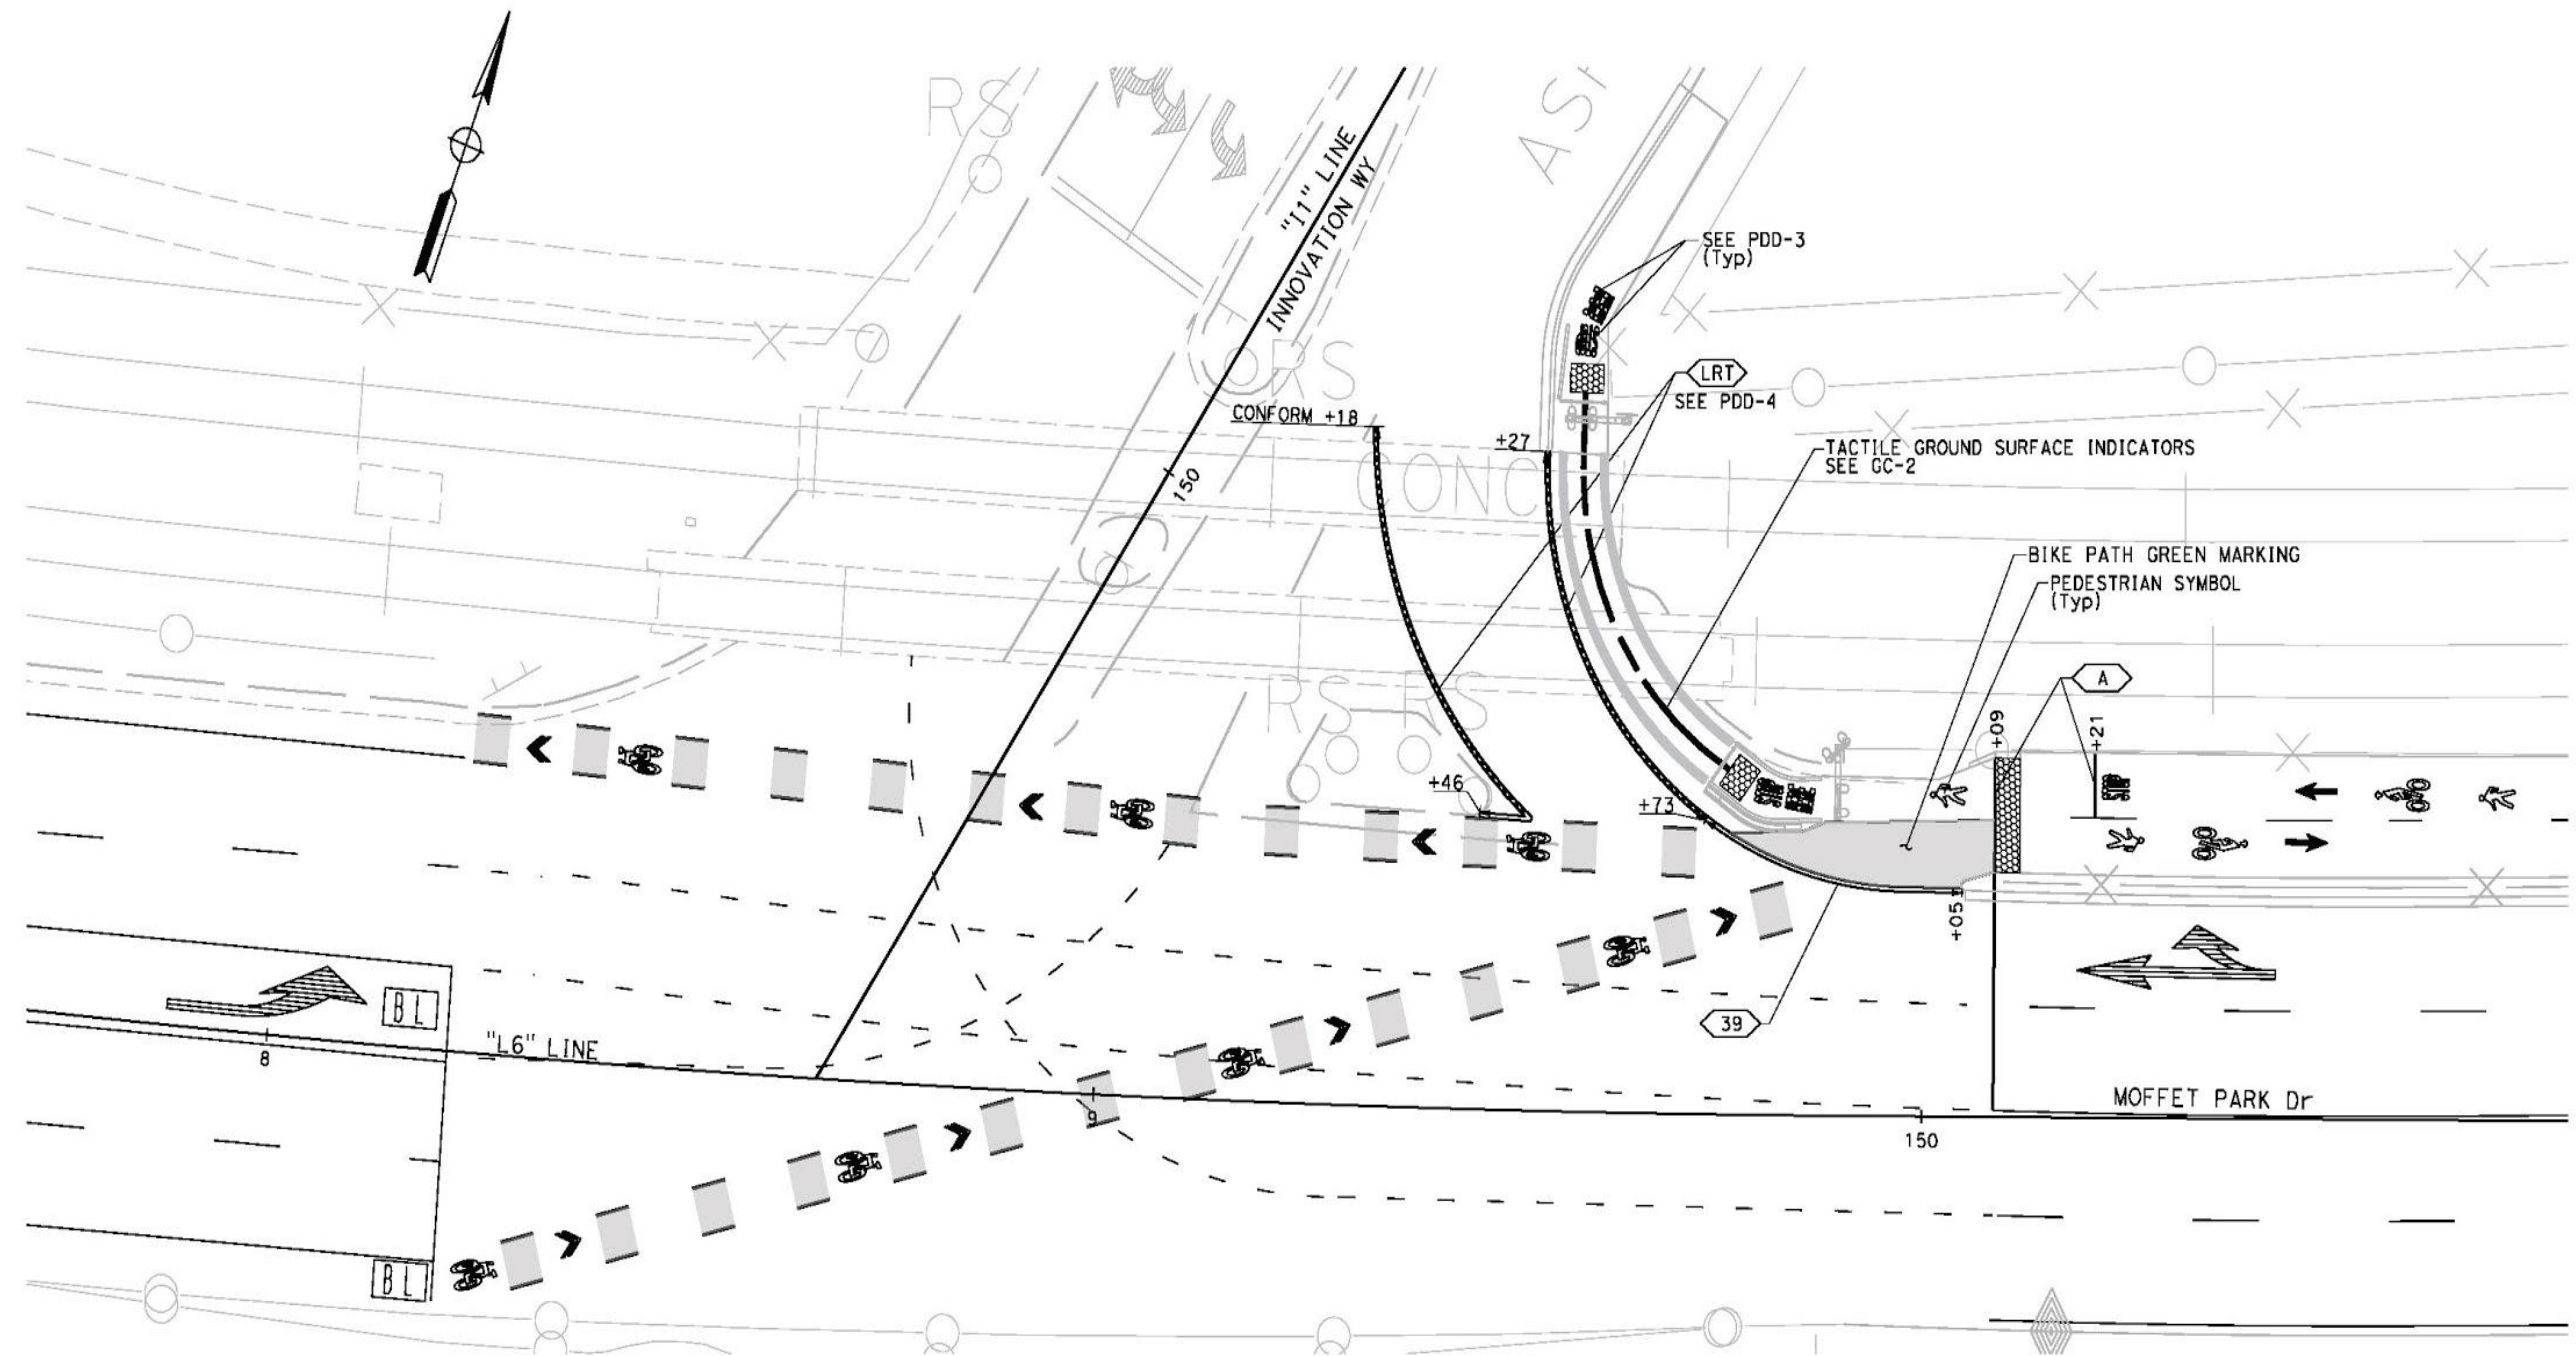 RS
ASF
"I1" LINE
INNOVATION WY
SEE PDD-3
(Typ)
ORS
LRT
SEE PDD-4
CONFORM +18
+27
TACTILE GROUND SURFACE INDICATORS
SEE GC-2
CONC
150
BIKE PATH GREEN MARKING
PEDESTRIAN SYMBOL
(Typ)
RS RS
A
+09
+21
+46
+73
+05
BL
39
"L6" LINE
8
9
MOFFET PARK Dr
150
BL